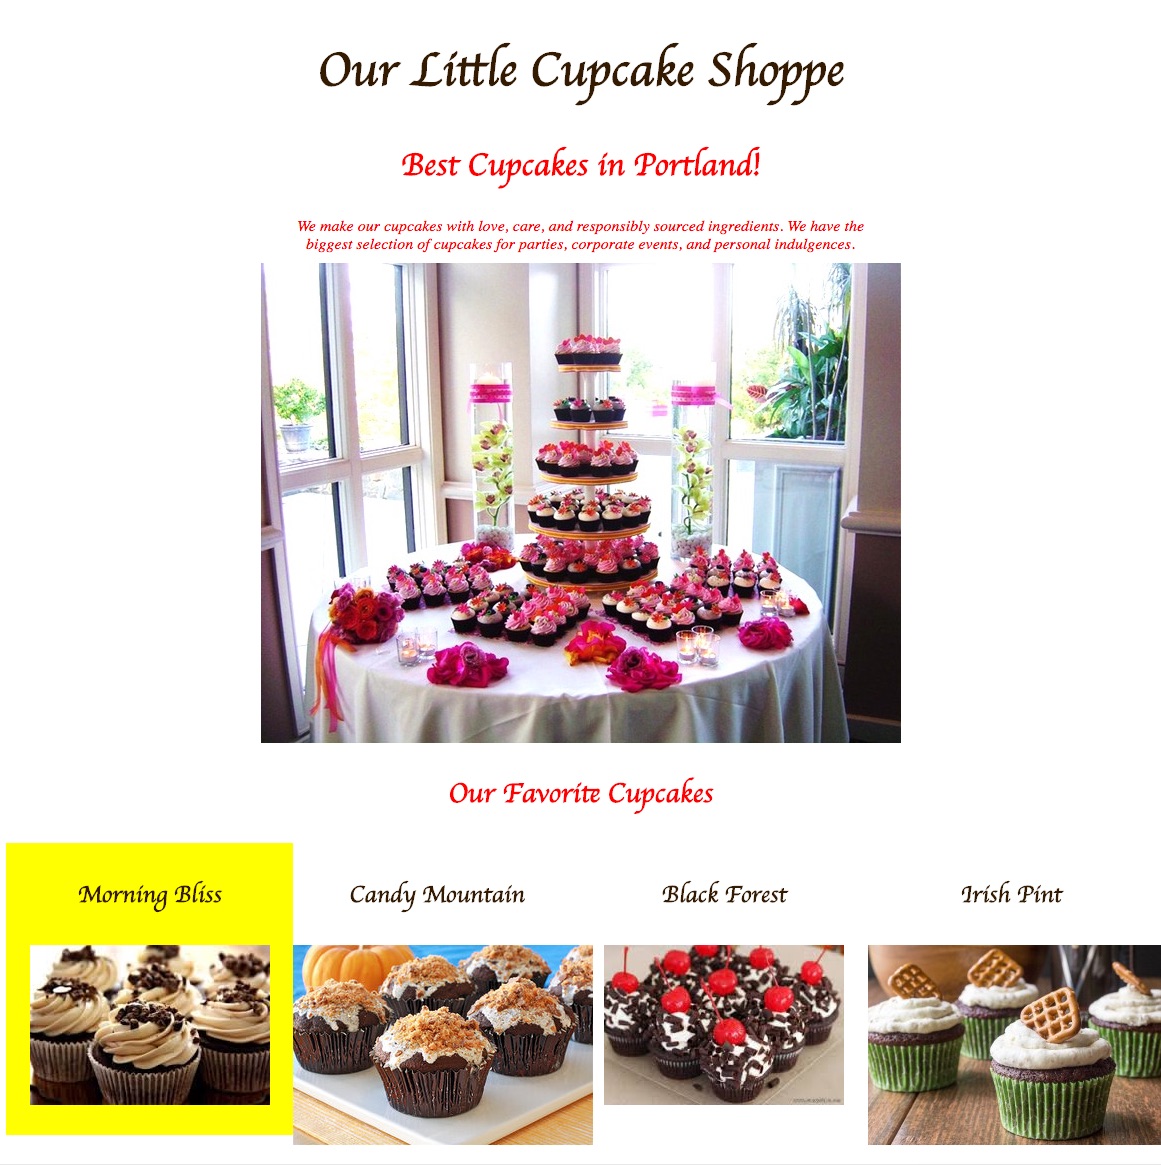 Our Little Cupcake Shoppe
Best Cupcakes in Portland!
We make our cupcakes with love, care, and responsibly sourced ingredients. We have the
biggest selection of cupcakes for parties, corporate events, and personal indulgences.
Our Favorite Cupcakes
Morning Bliss
Candy Mountain
Black Forest
Irish Pint